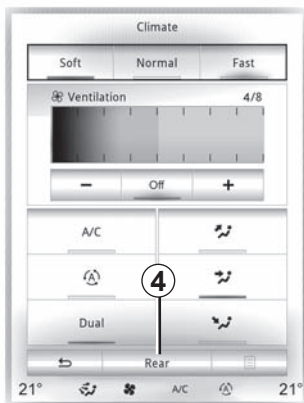 Climate
Soft Normal Fast
Ventilation 4/8
− Off +
A/C
A
4
Dual
Rear
21° A/C A 21°